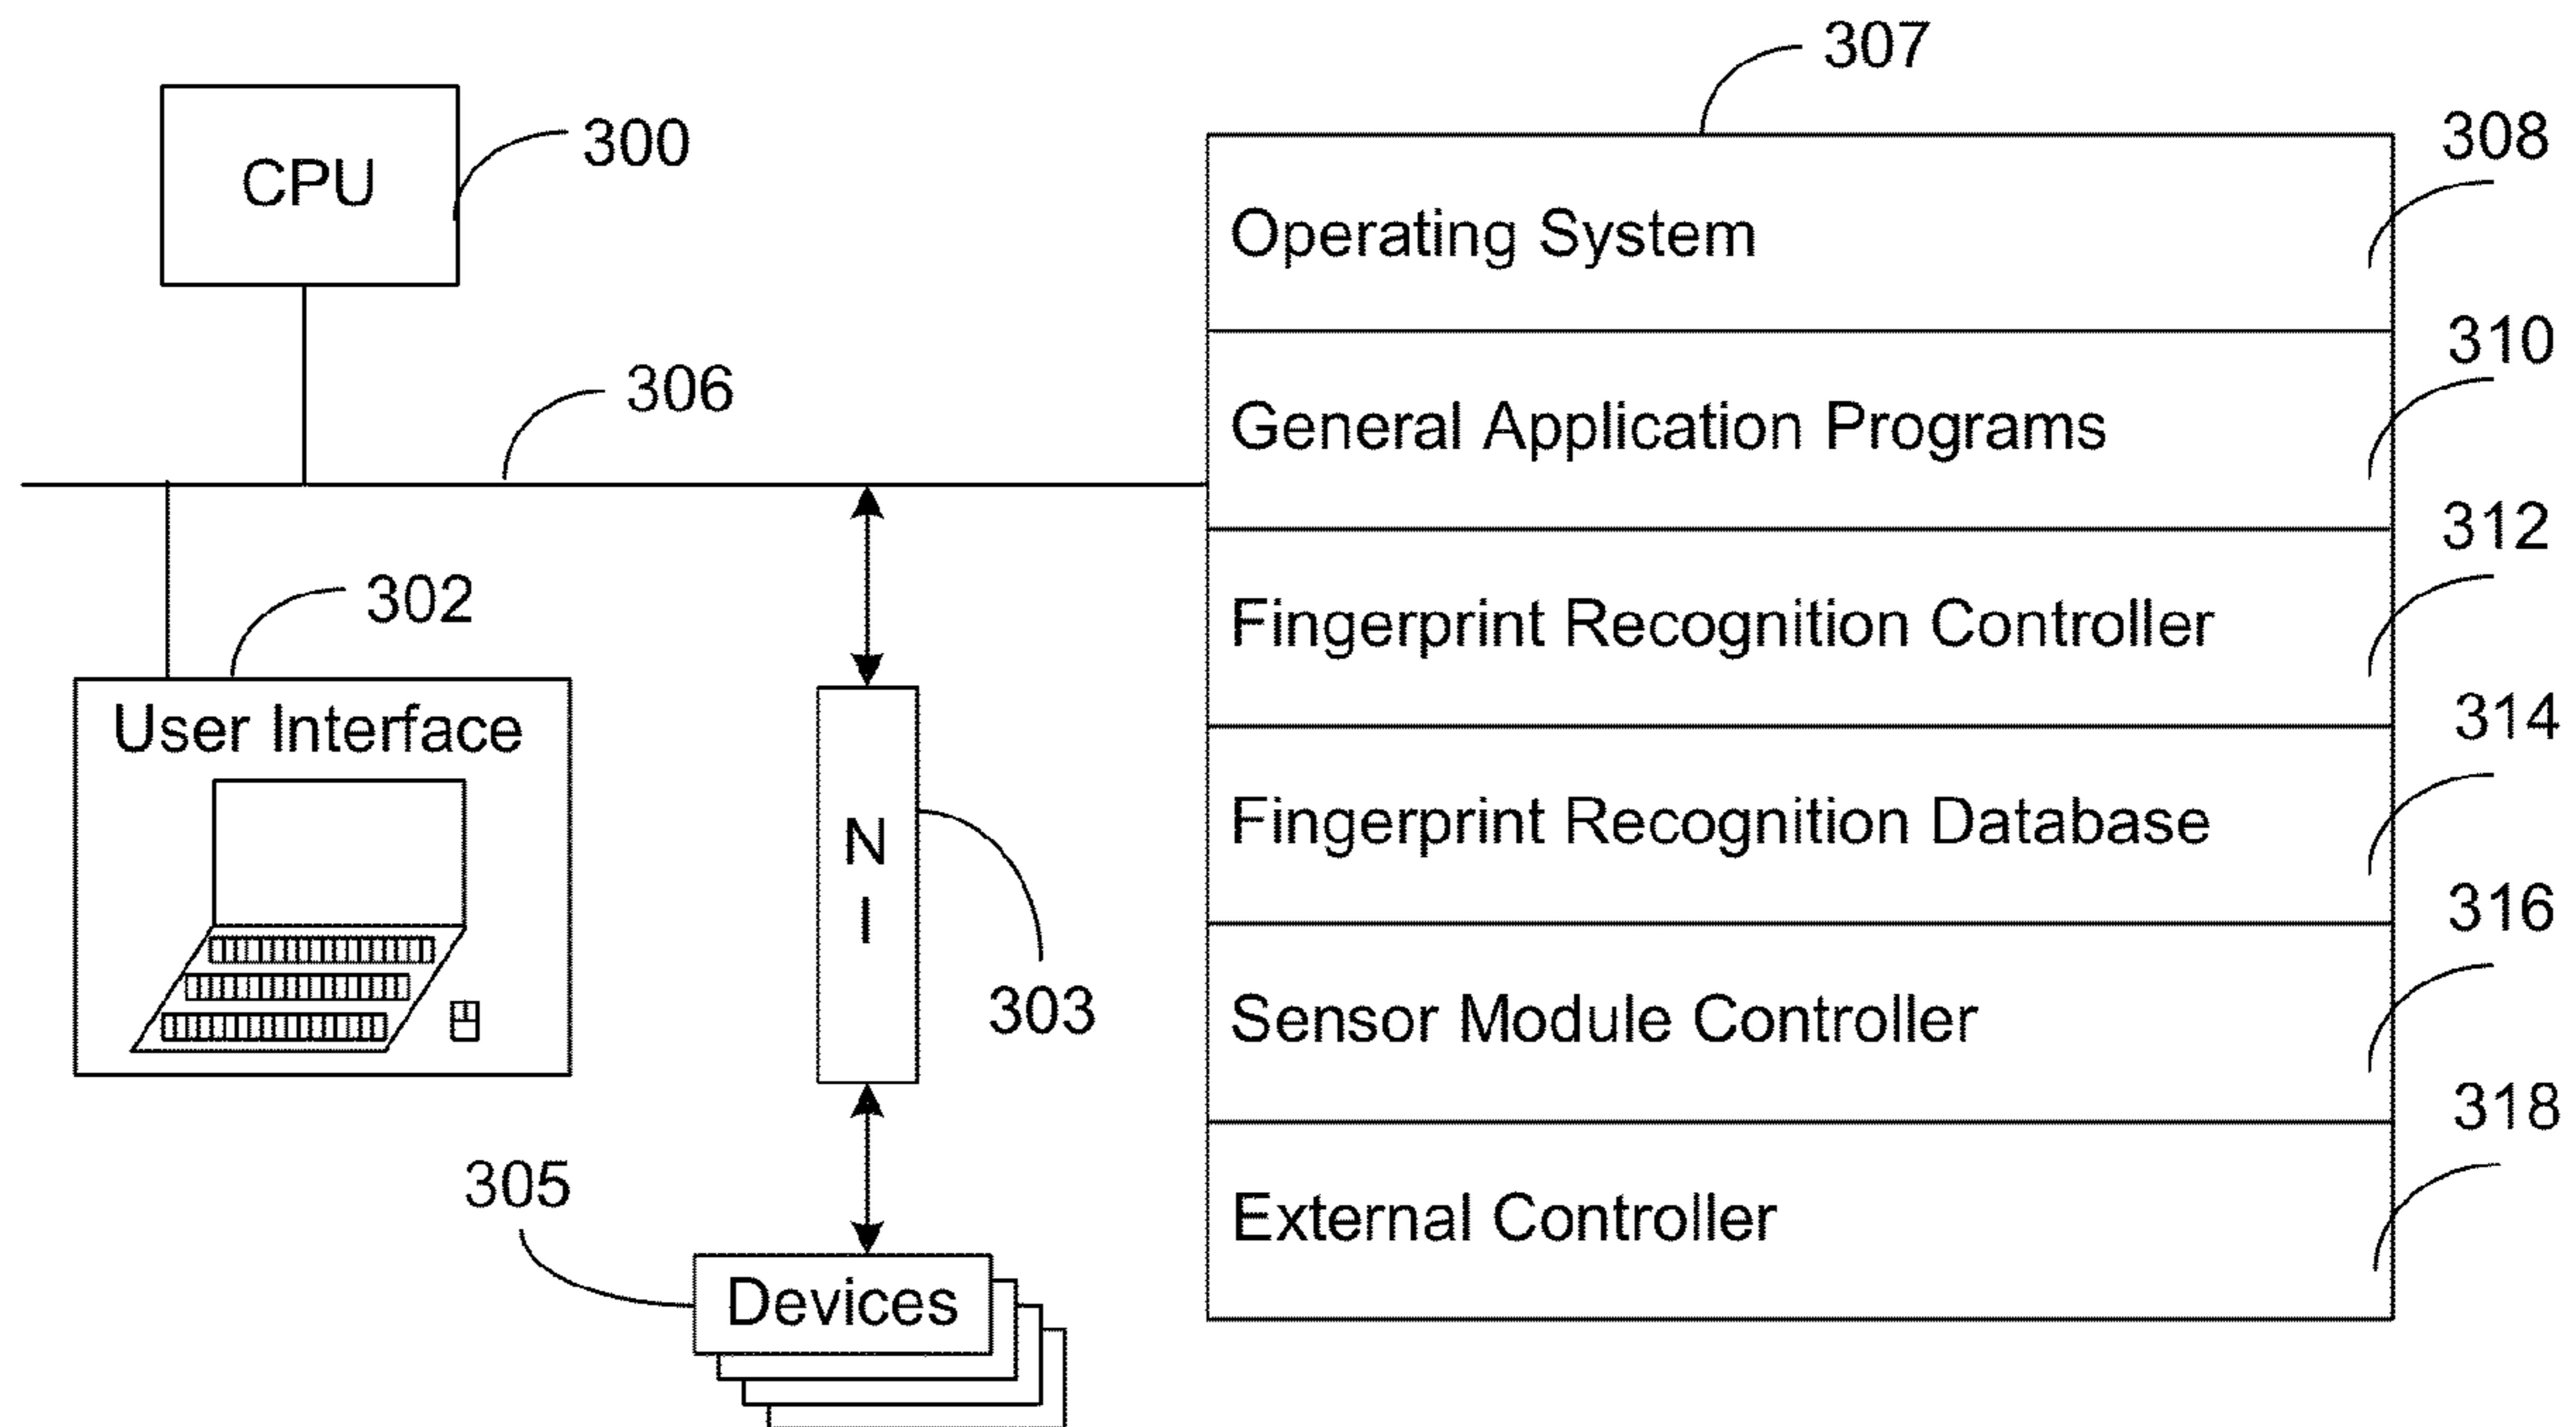 307
CPU
300
308
Operating System
310
General Application Programs
306
312
Fingerprint Recognition Controller
302
User Interface
314
Fingerprint Recognition Database
N
I
303
316
Sensor Module Controller
318
External Controller
305
Devices